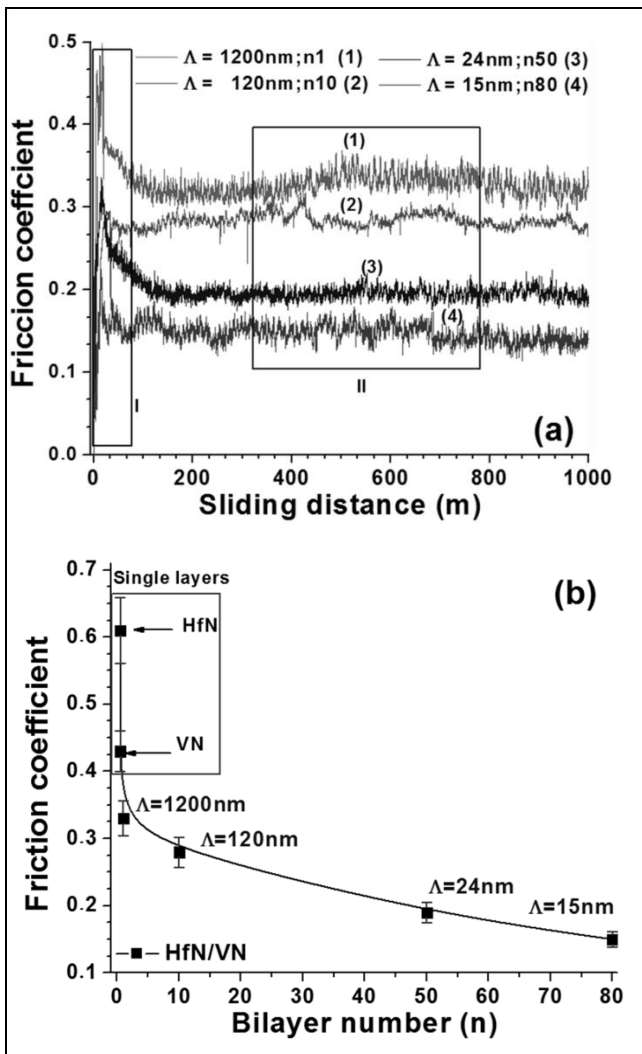 Λ = 1200nm;n1 (1)
Λ = 24nm;n50 (3)
Λ = 120nm;n10 (2)
Λ = 15nm;n80 (4)
Friccion coeffcient
0.5
0.4
0.3
0.2
0.1
0.0
(1)
(2)
(3)
(4)
I
II
(a)
0 200 400 600 800 1000
Sliding distance (m)
(b)
Friction coefficient
0.7
0.6
0.5
0.4
0.3
0.2
0.1
Single layers
HfN
VN
Λ=1200nm
Λ=120nm
Λ=24nm
Λ=15nm
HfN/VN
0 10 20 30 40 50 60 70 80
Bilayer number (n)